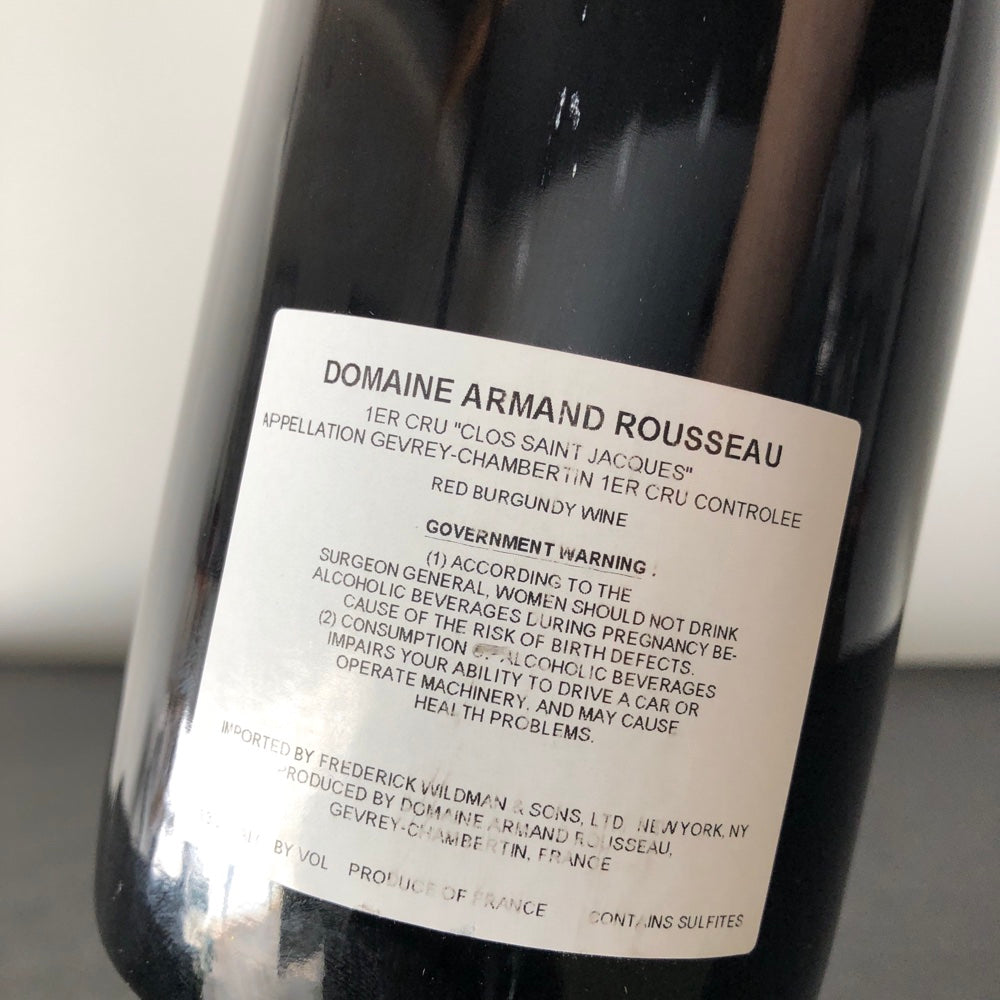 DOMAINE ARMAND ROUSSEAU
1ER CRU "CLOS SAINT JACQUES"
APPELLATION GEVREY-CHAMBERTIN 1ER CRU CONTROLEE
RED BURGUNDY WINE
GOVERNMENT WARNING :
(1) ACCORDING TO THE
SURGEON GENERAL, WOMEN SHOULD NOT DRINK
ALCOHOLIC BEVERAGES DURING PREGNANCY BE-
CAUSE OF THE RISK OF BIRTH DEFECTS.
(2) CONSUMPTION ALCOHOLIC BEVERAGES
IMPAIRS YOUR ABILITY TO DRIVE A CAR OR
OPERATE MACHINERY, AND MAY CAUSE
HEALTH PROBLEMS.
IMPORTED BY FREDERICK WILDMAN & SONS, LTD NEW YORK, NY
PRODUCED BY DOMAINE ARMAND ROUSSEAU,
GEVREY-CHAMBERTIN, FRANCE
BY VOL PRODUCE OF FRANCE CONTAINS SULFITES